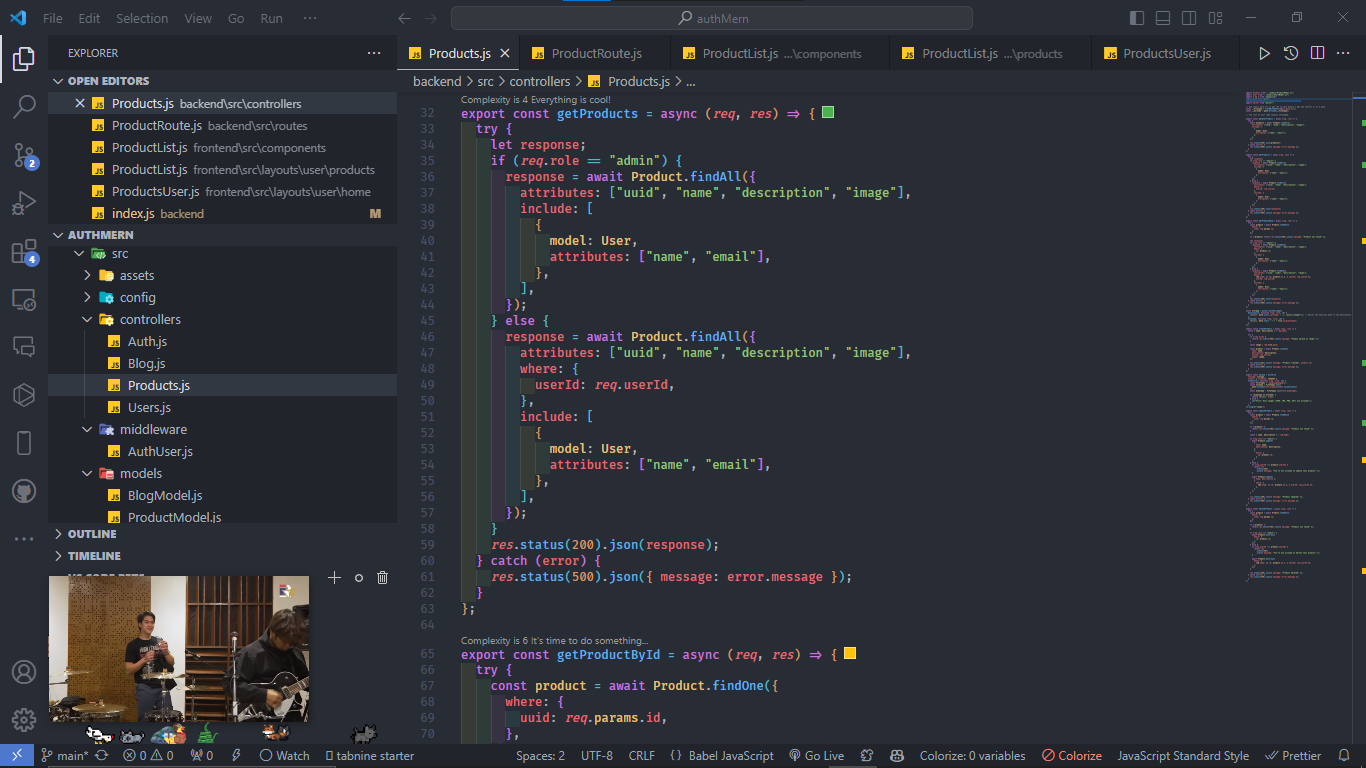 File Edit Selection View Go Run ··· authMern
EXPLORER ···
Products.js ProductRoute.js ProductList.js ...\components ProductList.js ...\products ProductsUser.js
backend > src > controllers > Products.js > ...
OPEN EDITORS
Products.js backend\src\controllers
ProductRoute.js backend\src\routes
ProductList.js frontend\src\components
ProductList.js frontend\src\layouts\user\products
ProductsUser.js frontend\src\layouts\user\home
index.js backend M
AUTHMERN
src
assets
config
controllers
Auth.js
Blog.js
Products.js
Users.js
middleware
AuthUser.js
models
BlogModel.js
ProductModel.js
OUTLINE
TIMELINE
2
4
Complexity is 4 Everything is cool!
32 export const getProducts = async (req, res) => {
33 try {
34 let response;
35 if (req.role == "admin") {
36 response = await Product.findAll({
37 attributes: ["uuid", "name", "description", "image"],
38 include: [
39 {
40 model: User,
41 attributes: ["name", "email"],
42 },
43 ],
44 });
45 } else {
46 response = await Product.findAll({
47 attributes: ["uuid", "name", "description", "image"],
48 where: {
49 userId: req.userId,
50 },
51 include: [
52 {
53 model: User,
54 attributes: ["name", "email"],
55 },
56 ],
57 });
58 }
59 res.status(200).json(response);
60 } catch (error) {
61 res.status(500).json({ message: error.message });
62 }
63 };
64
Complexity is 6 It's time to do something...
65 export const getProductById = async (req, res) => {
66 try {
67 const product = await Product.findOne({
68 where: {
69 uuid: req.params.id,
70 },
main* 0 0 0 Watch tabnine starter Spaces: 2 UTF-8 CRLF { } Babel JavaScript Go Live Colorize: 0 variables Colorize JavaScript Standard Style Prettier